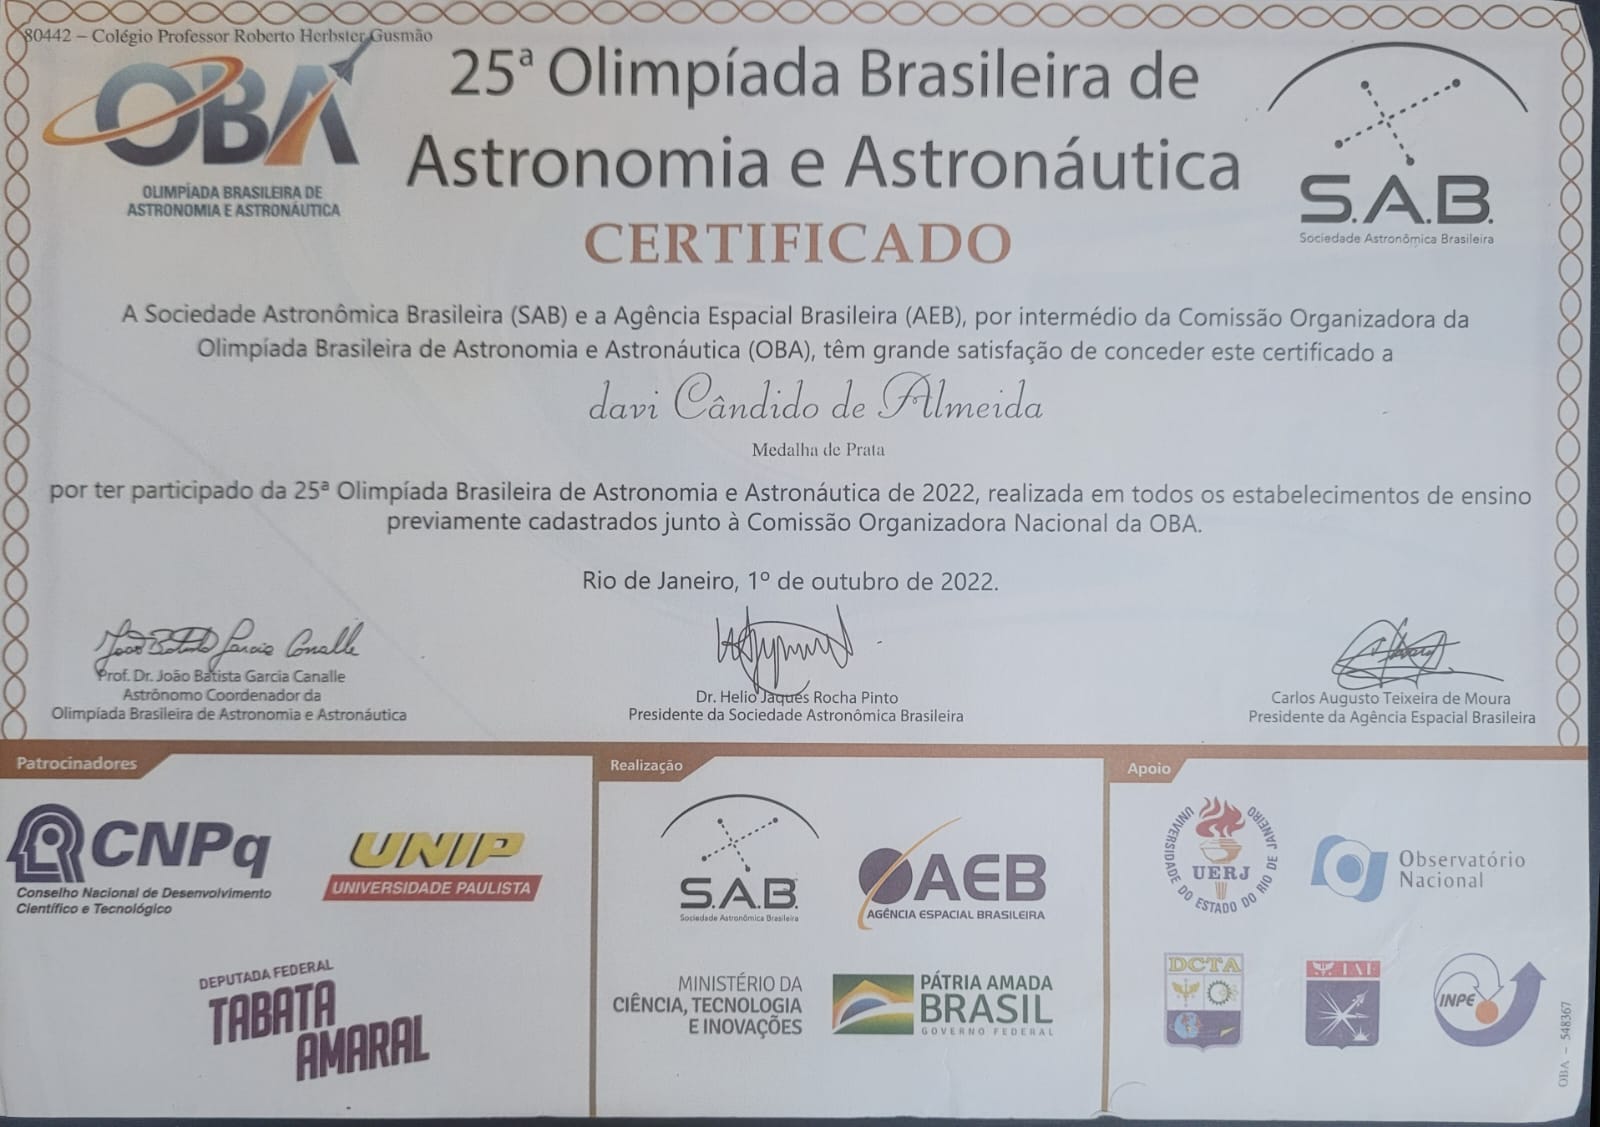 80442 – Colégio Professor Roberto Herbster Gusmão
OBA
OLIMPÍADA BRASILEIRA DE
ASTRONOMIA E ASTRONÁUTICA
25ª Olimpíada Brasileira de
Astronomia e Astronáutica
S.A.B.
Sociedade Astronômica Brasileira
CERTIFICADO
A Sociedade Astronômica Brasileira (SAB) e a Agência Espacial Brasileira (AEB), por intermédio da Comissão Organizadora da
Olimpíada Brasileira de Astronomia e Astronáutica (OBA), têm grande satisfação de conceder este certificado a
davi Cândido de Almeida
Medalha de Prata
por ter participado da 25ª Olimpíada Brasileira de Astronomia e Astronáutica de 2022, realizada em todos os estabelecimentos de ensino
previamente cadastrados junto à Comissão Organizadora Nacional da OBA.
Rio de Janeiro, 1º de outubro de 2022.
João Batista Garcia Canalle
Prof. Dr. João Batista Garcia Canalle
Astrônomo Coordenador da
Olimpíada Brasileira de Astronomia e Astronáutica
Dr. Helio Jaques Rocha Pinto
Presidente da Sociedade Astronômica Brasileira
Carlos Augusto Teixeira de Moura
Presidente da Agência Espacial Brasileira
Patrocinadores
CNPq
Conselho Nacional de Desenvolvimento
Científico e Tecnológico
UNIP
UNIVERSIDADE PAULISTA
DEPUTADA FEDERAL
TABATA
AMARAL
Realização
S.A.B.
Sociedade Astronômica Brasileira
AEB
AGÊNCIA ESPACIAL BRASILEIRA
MINISTÉRIO DA
CIÊNCIA, TECNOLOGIA
E INOVAÇÕES
PÁTRIA AMADA
BRASIL
GOVERNO FEDERAL
Apoio
UNIVERSIDADE DO ESTADO DO RIO DE JANEIRO
UERJ
Observatório
Nacional
DCTA
IAE
INPE
OBA – 548367